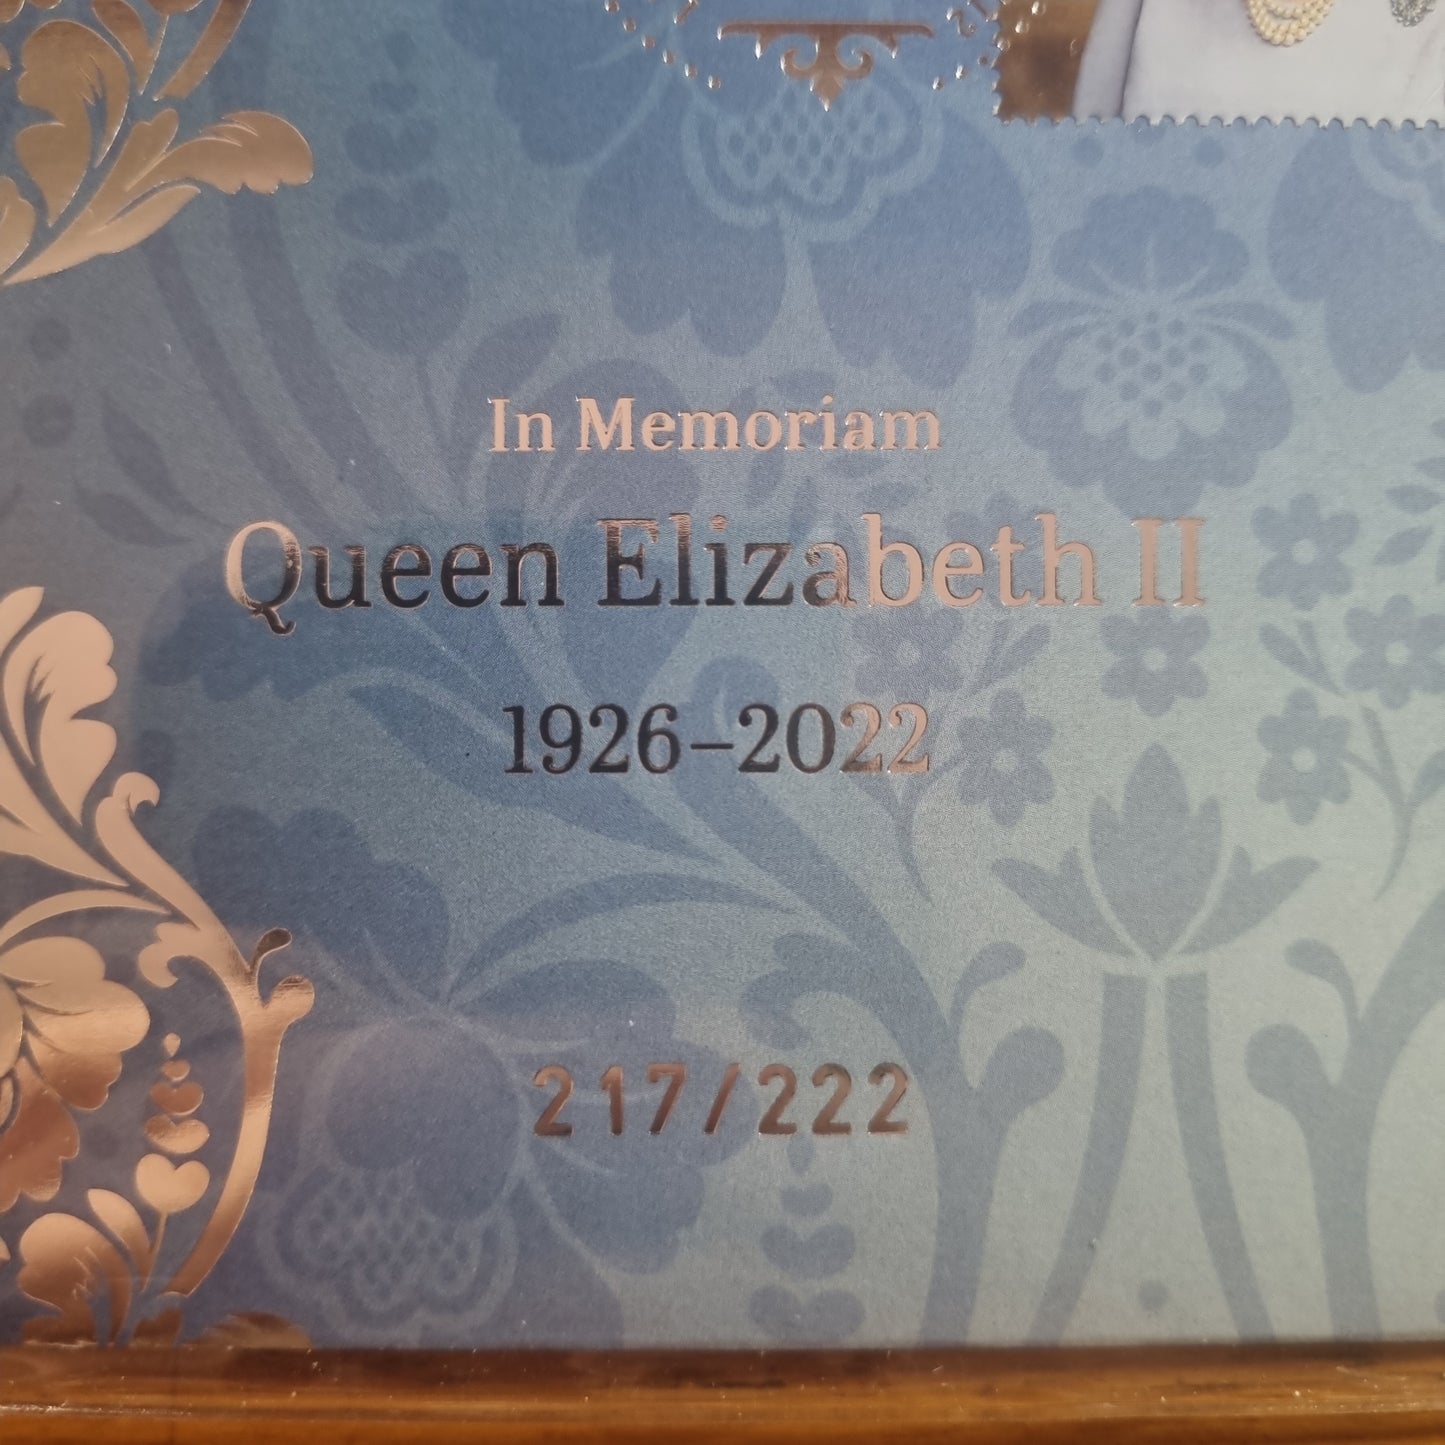 In Memoriam
Queen Elizabeth II
1926–2022
217/222